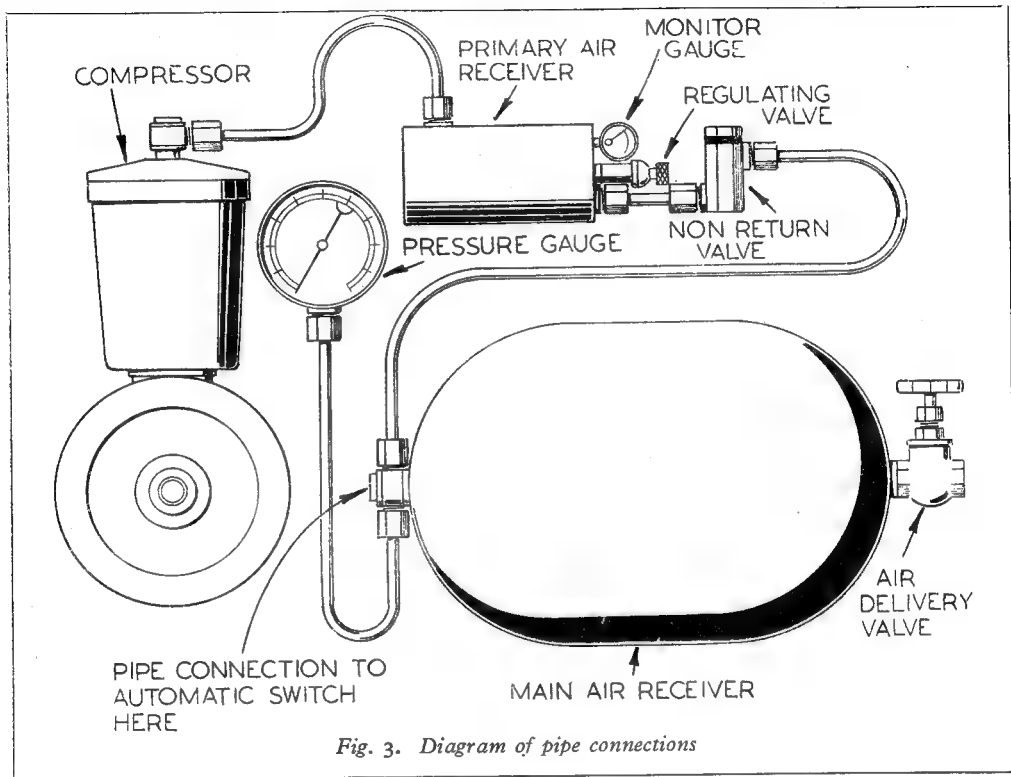 COMPRESSOR
PRIMARY AIR
RECEIVER
MONITOR
GAUGE
REGULATING
VALVE
NON RETURN
VALVE
PRESSURE GAUGE
AIR
DELIVERY
VALVE
PIPE CONNECTION TO
AUTOMATIC SWITCH
HERE
MAIN AIR RECEIVER
Fig. 3. Diagram of pipe connections